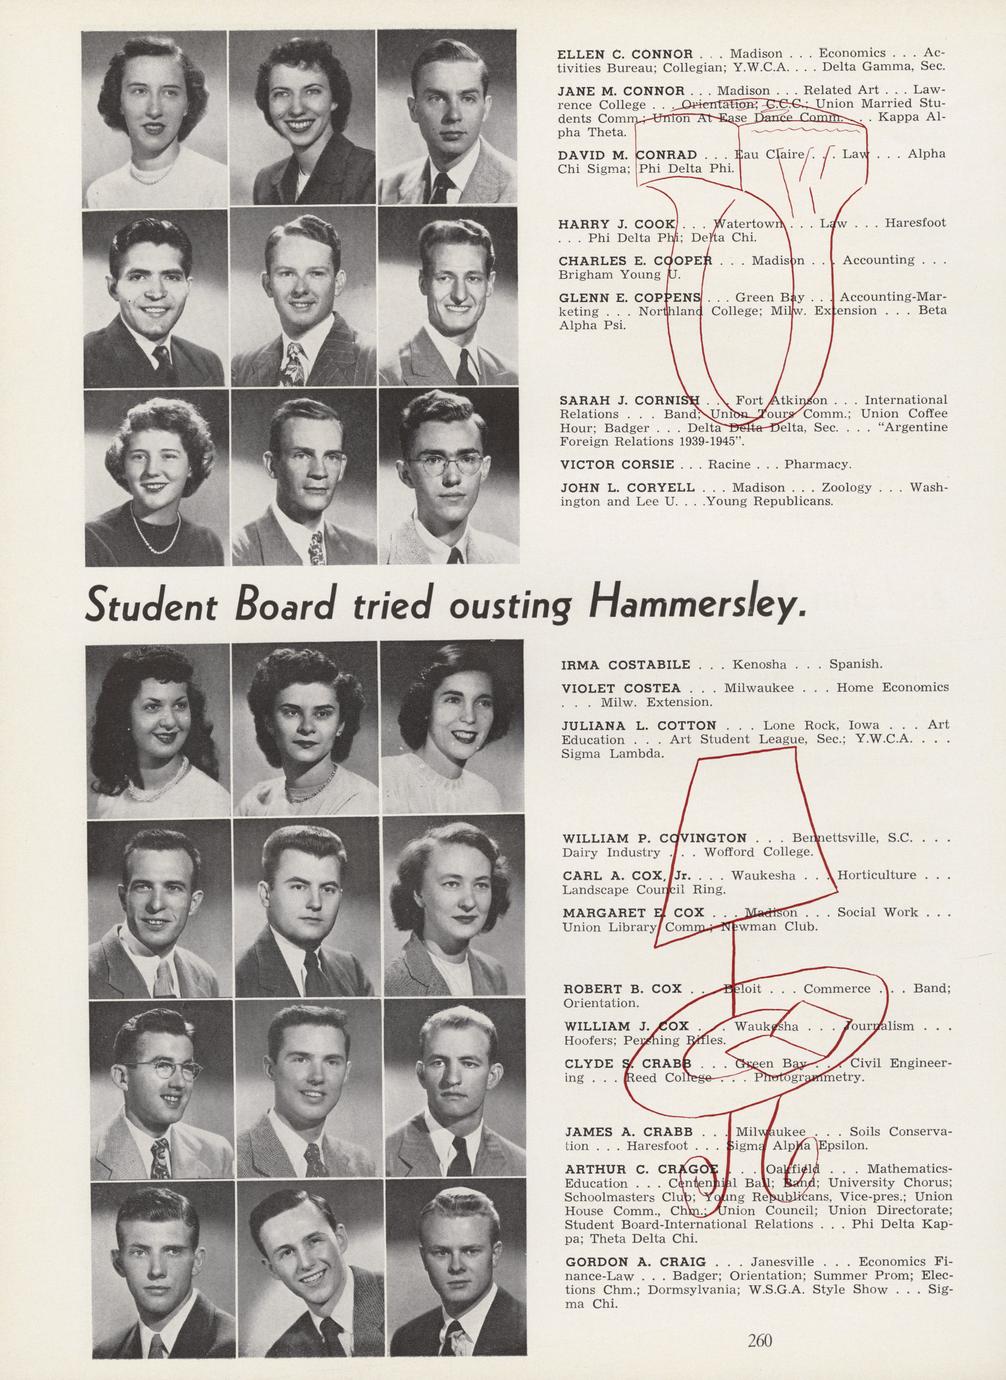 ELLEN C. CONNOR . . . Madison . . . Economics . . . Ac-
tivities Bureau; Collegian; Y.W.C.A. . . . Delta Gamma, Sec.
JANE M. CONNOR . . . Madison . . . Related Art . . . Law-
rence College . . . Orientation; C.C.C.; Union Married Stu-
dents Comm.; Union At Ease Dance Comm. . . . Kappa Al-
pha Theta.
DAVID M. CONRAD . . . Eau Claire . . . Law . . . Alpha
Chi Sigma; Phi Delta Phi.
HARRY J. COOK . . . Watertown . . . Law . . . Haresfoot
. . . Phi Delta Phi; Delta Chi.
CHARLES E. COOPER . . . Madison . . . Accounting . . .
Brigham Young U.
GLENN E. COPPENS . . . Green Bay . . . Accounting-Mar-
keting . . . Northland College; Milw. Extension . . . Beta
Alpha Psi.
SARAH J. CORNISH . . . Fort Atkinson . . . International
Relations . . . Band; Union Tours Comm.; Union Coffee
Hour; Badger . . . Delta Delta Delta, Sec. . . . "Argentine
Foreign Relations 1939-1945".
VICTOR CORSIE . . . Racine . . . Pharmacy.
JOHN L. CORYELL . . . Madison . . . Zoology . . . Wash-
ington and Lee U. . . .Young Republicans.
Student Board tried ousting Hammersley.
IRMA COSTABILE . . . Kenosha . . . Spanish.
VIOLET COSTEA . . . Milwaukee . . . Home Economics
. . . Milw. Extension.
JULIANA L. COTTON . . . Lone Rock, Iowa . . . Art
Education . . . Art Student League, Sec.; Y.W.C.A. . . .
Sigma Lambda.
WILLIAM P. COVINGTON . . . Bennettsville, S.C. . . .
Dairy Industry . . . Wofford College.
CARL A. COX, Jr. . . . Waukesha . . . Horticulture . . .
Landscape Council Ring.
MARGARET E. COX . . . Madison . . . Social Work . . .
Union Library Comm.; Newman Club.
ROBERT B. COX . . . Beloit . . . Commerce . . . Band;
Orientation.
WILLIAM J. COX . . . Waukesha . . . Journalism . . .
Hoofers; Pershing Rifles.
CLYDE S. CRABB . . . Green Bay . . . Civil Engineer-
ing . . . Reed College . . . Photogrammetry.
JAMES A. CRABB . . . Milwaukee . . . Soils Conserva-
tion . . . Haresfoot . . . Sigma Alpha Epsilon.
ARTHUR C. CRAGOE . . . Oakfield . . . Mathematics-
Education . . . Centennial Ball; Band; University Chorus;
Schoolmasters Club; Young Republicans, Vice-pres.; Union
House Comm., Chm.; Union Council; Union Directorate;
Student Board-International Relations . . . Phi Delta Kap-
pa; Theta Delta Chi.
GORDON A. CRAIG . . . Janesville . . . Economics Fi-
nance-Law . . . Badger; Orientation; Summer Prom; Elec-
tions Chm.; Dormsylvania; W.S.G.A. Style Show . . . Sig-
ma Chi.
260